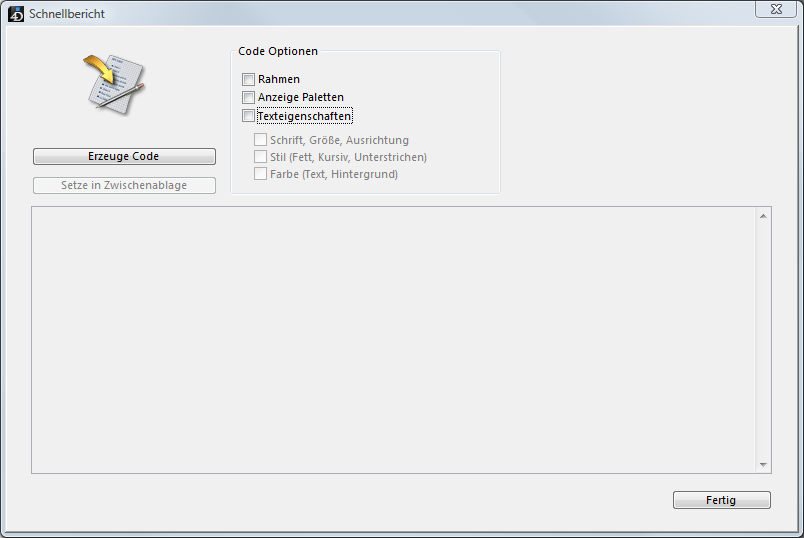 4D Schnellbericht
Code Optionen
Rahmen
Anzeige Paletten
Texteigenschaften
Schrift, Größe, Ausrichtung
Stil (Fett, Kursiv, Unterstrichen)
Farbe (Text, Hintergrund)
Erzeuge Code
Setze in Zwischenablage
Fertig